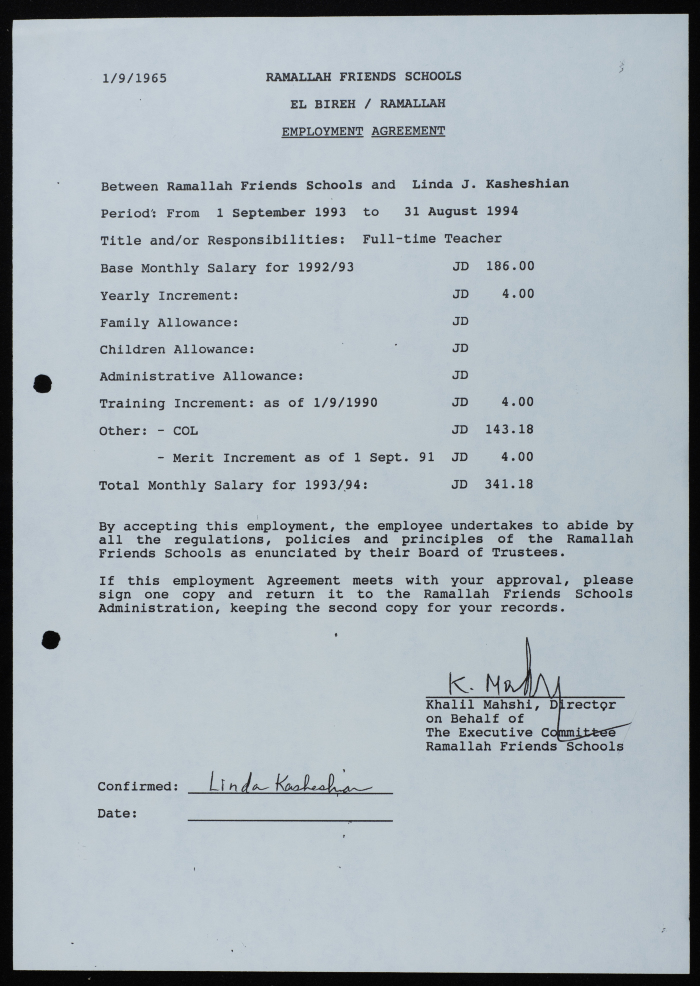 1/9/1965
RAMALLAH FRIENDS SCHOOLS
EL BIREH / RAMALLAH
EMPLOYMENT AGREEMENT
Between Ramallah Friends Schools and Linda J. Kasheshian
Period: From 1 September 1993 to 31 August 1994
Title and/or Responsibilities: Full-time Teacher
Base Monthly Salary for 1992/93 JD 186.00
Yearly Increment: JD 4.00
Family Allowance: JD
Children Allowance: JD
Administrative Allowance: JD
Training Increment: as of 1/9/1990 JD 4.00
Other: - COL JD 143.18
- Merit Increment as of 1 Sept. 91 JD 4.00
Total Monthly Salary for 1993/94: JD 341.18
By accepting this employment, the employee undertakes to abide by
all the regulations, policies and principles of the Ramallah
Friends Schools as enunciated by their Board of Trustees.
If this employment Agreement meets with your approval, please
sign one copy and return it to the Ramallah Friends Schools
Administration, keeping the second copy for your records.
K. Mahshi
Khalil Mahshi, Director
on Behalf of
The Executive Committee
Ramallah Friends Schools
Confirmed: Linda Kasheshian
Date: